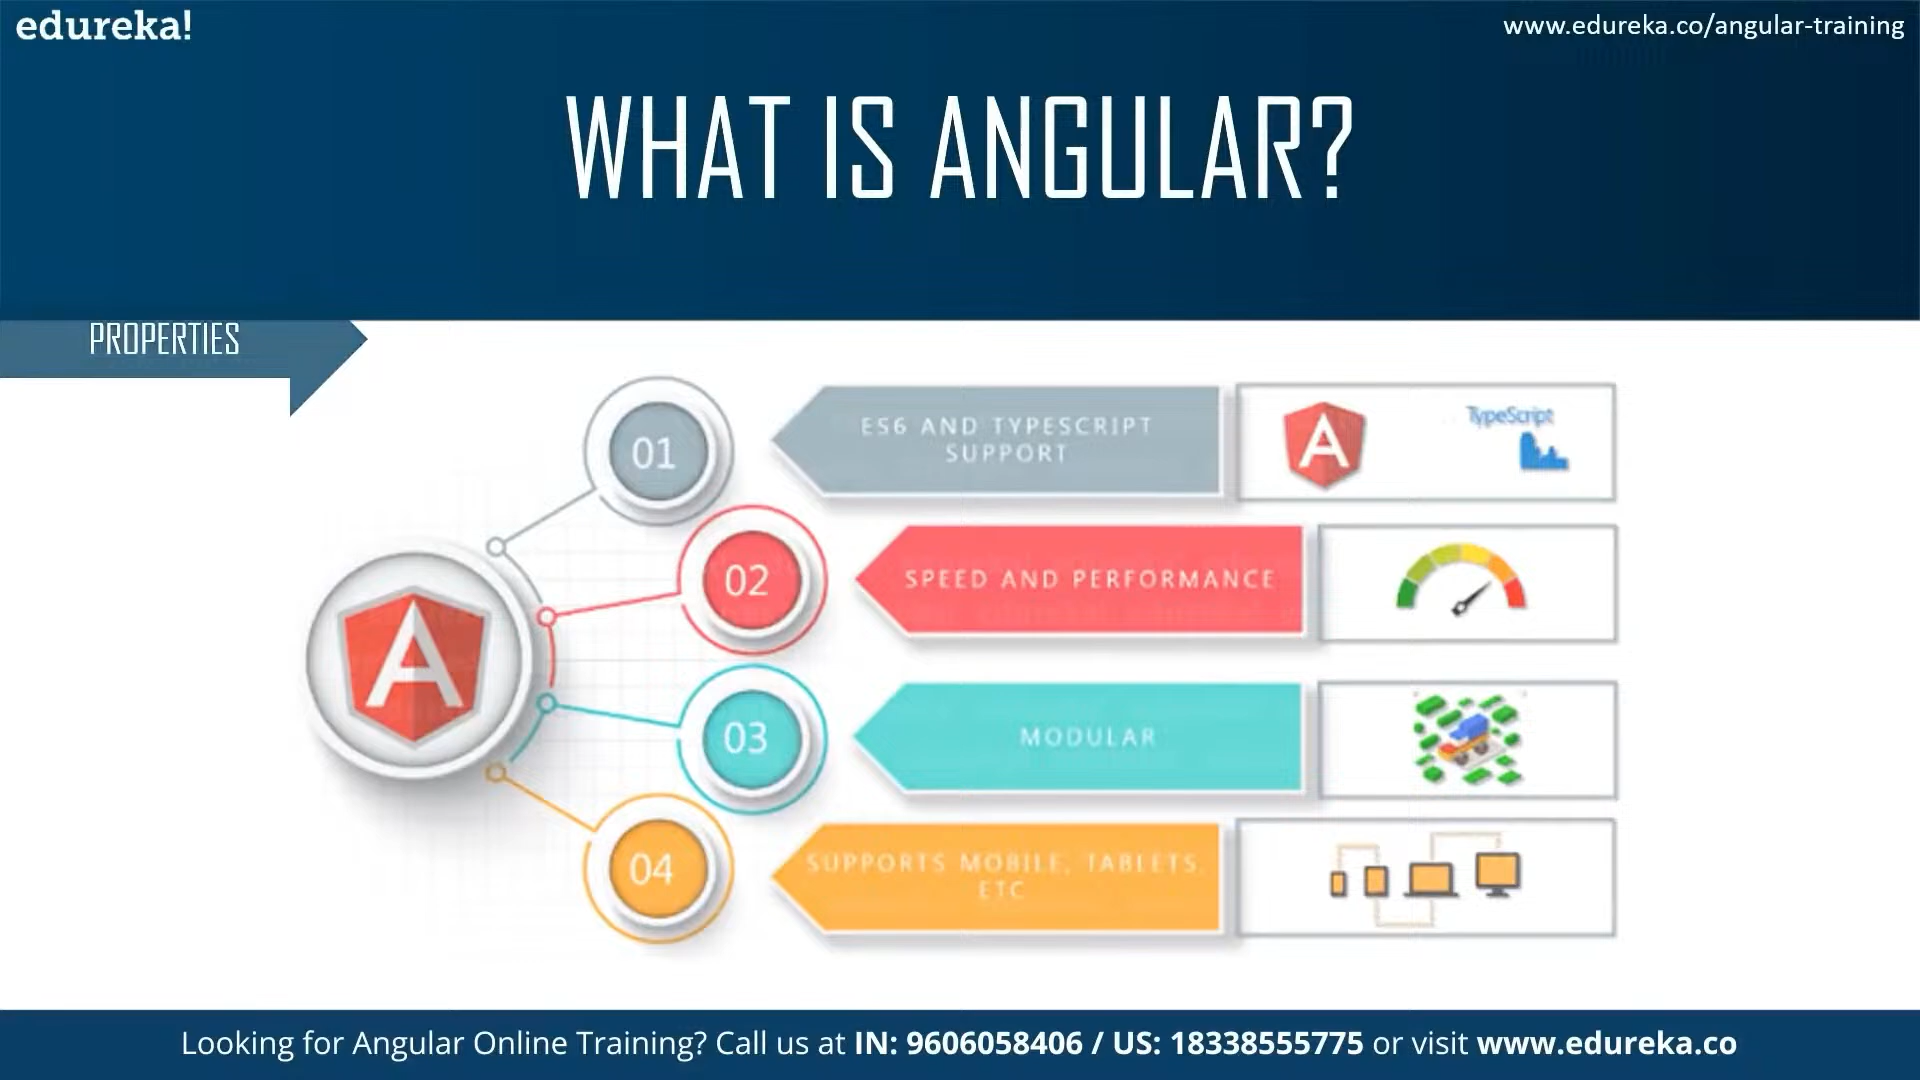 edureka!
www.edureka.co/angular-training
WHAT IS ANGULAR?
PROPERTIES
01
ES6 AND TYPESCRIPT
SUPPORT
A
TypeScript
02
SPEED AND PERFORMANCE
A
03
MODULAR
04
SUPPORTS MOBILE, TABLETS
ETC
Looking for Angular Online Training? Call us at IN: 9606058406 / US: 18338555775 or visit www.edureka.co